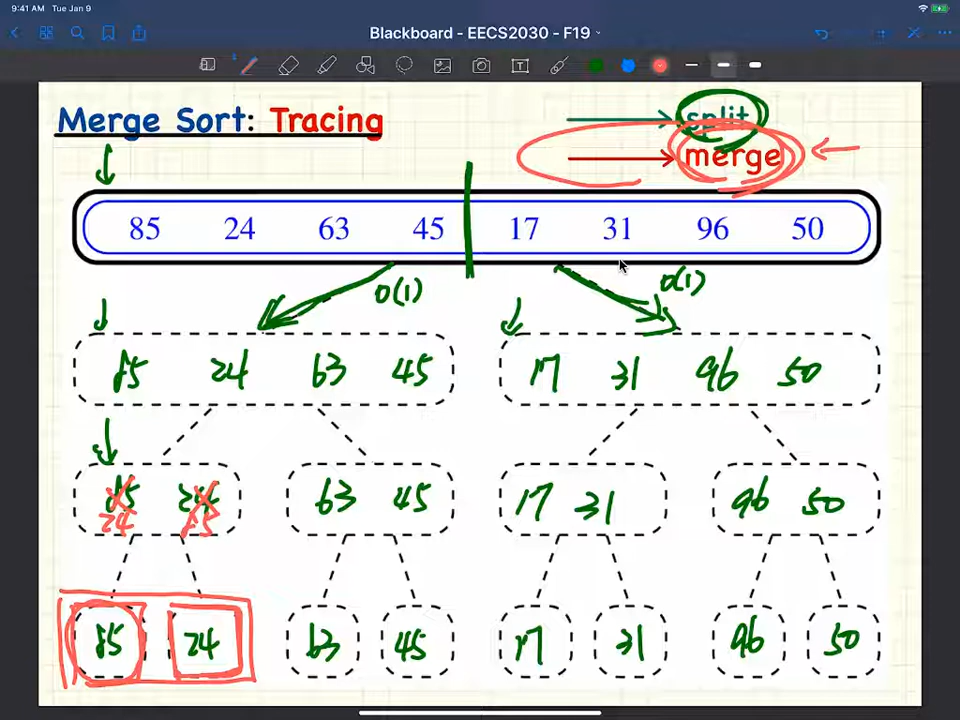 9:41 AM Tue Jan 9
Blackboard - EECS2030 - F19
Merge Sort: Tracing
split
merge
85 24 63 45 17 31 96 50
O(1) O(1)
85 24 63 45 17 31 96 50
85 24 63 45 17 31 96 50
24 85
85 24 63 45 17 31 96 50